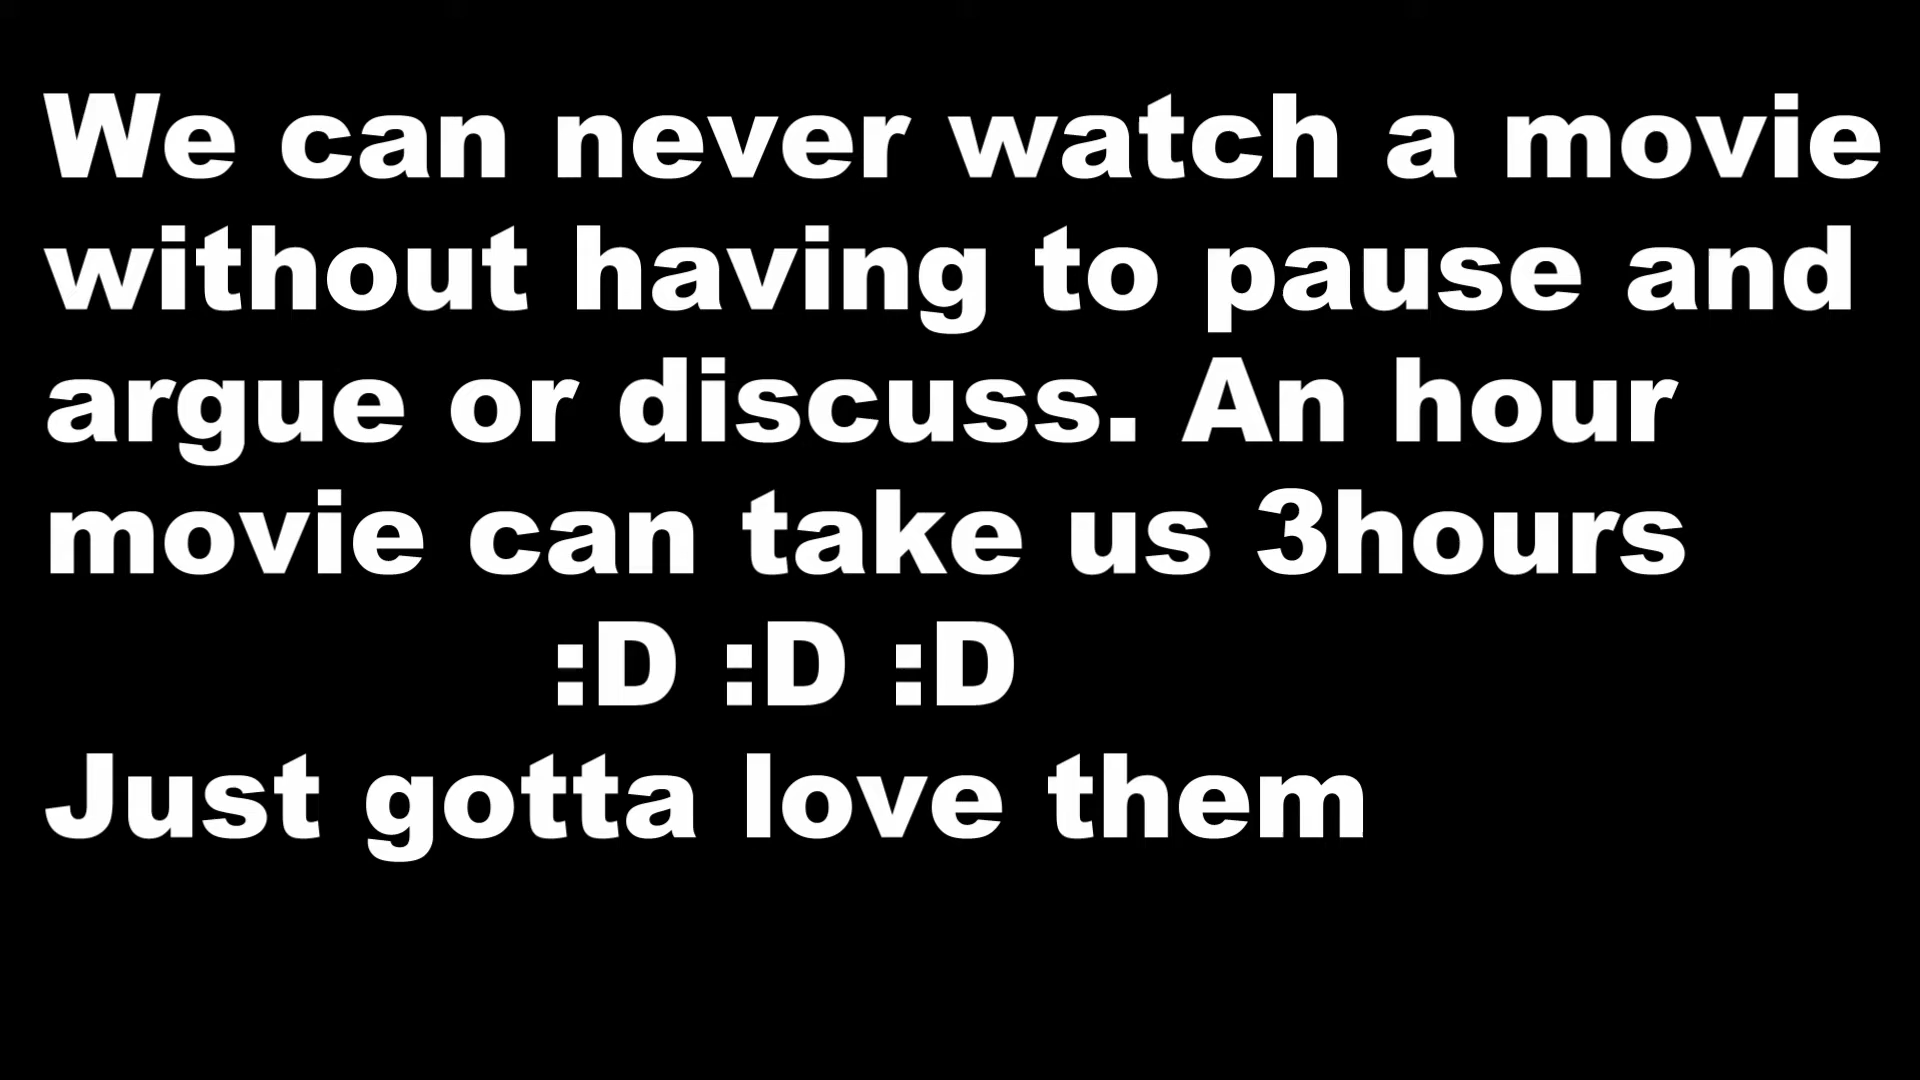 We can never watch a movie
without having to pause and
argue or discuss. An hour
movie can take us 3hours
:D :D :D
Just gotta love them